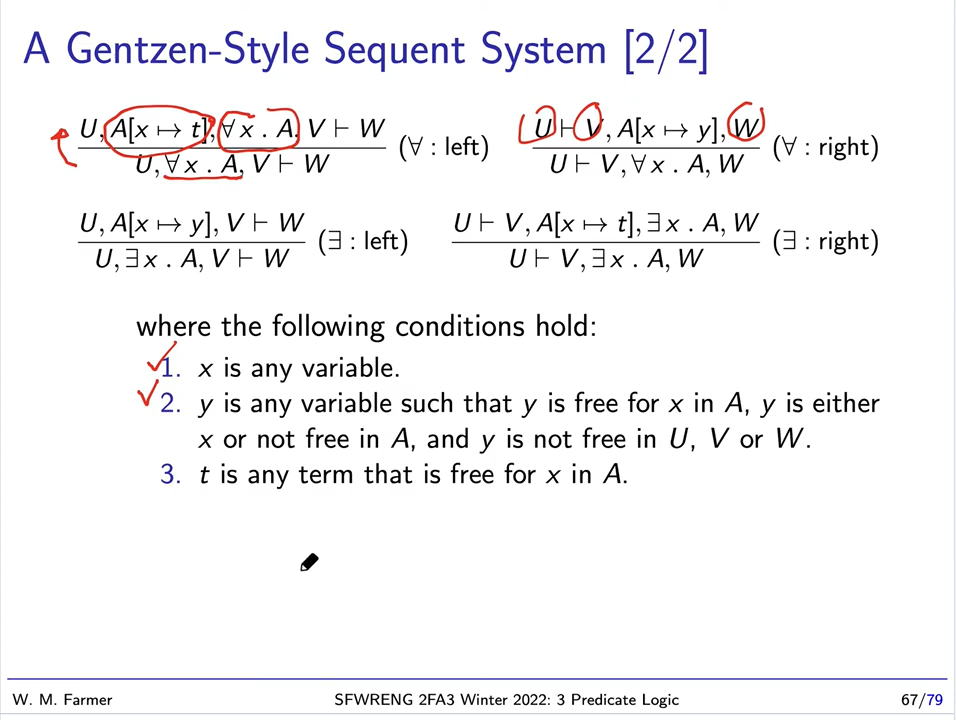 A Gentzen-Style Sequent System [2/2]
U, A[x ↦ t], ∀ x . A, V ⊢ W
U, ∀ x . A, V ⊢ W
(∀ : left)
U ⊢ V, A[x ↦ y], W
U ⊢ V, ∀ x . A, W
(∀ : right)
U, A[x ↦ y], V ⊢ W
U, ∃ x . A, V ⊢ W
(∃ : left)
U ⊢ V, A[x ↦ t], ∃ x . A, W
U ⊢ V, ∃ x . A, W
(∃ : right)
where the following conditions hold:
1. x is any variable.
2. y is any variable such that y is free for x in A, y is either
x or not free in A, and y is not free in U, V or W.
3. t is any term that is free for x in A.
W. M. Farmer SFWRENG 2FA3 Winter 2022: 3 Predicate Logic 67/79